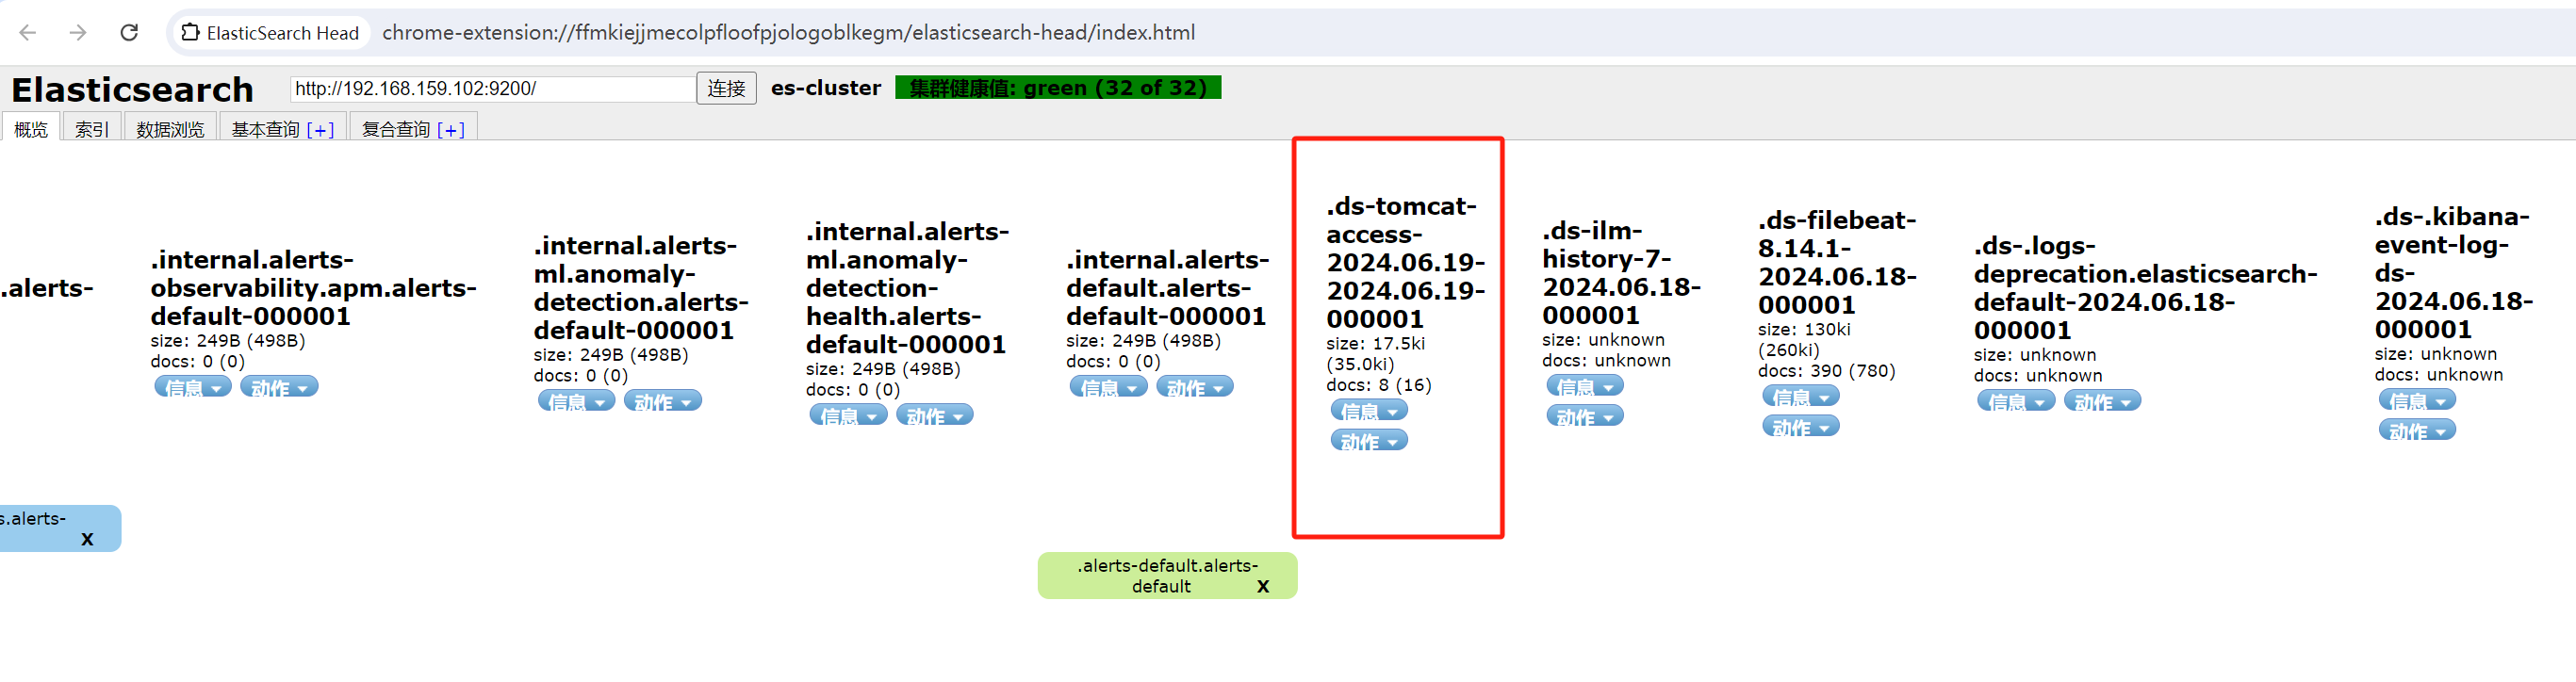 ElasticSearch Head
chrome-extension://ffmkiejjmecolpfloofpjologoblkegm/elasticsearch-head/index.html
Elasticsearch
http://192.168.159.102:9200/
连接
es-cluster
集群健康值: green (32 of 32)
概览
索引
数据浏览
基本查询 [+]
复合查询 [+]
.alerts-
.internal.alerts-
observability.apm.alerts-
default-000001
size: 249B (498B)
docs: 0 (0)
信息
动作
.internal.alerts-
ml.anomaly-
detection.alerts-
default-000001
size: 249B (498B)
docs: 0 (0)
信息
动作
.internal.alerts-
ml.anomaly-
detection-
health.alerts-
default-000001
size: 249B (498B)
docs: 0 (0)
信息
动作
.internal.alerts-
default.alerts-
default-000001
size: 249B (498B)
docs: 0 (0)
信息
动作
.ds-tomcat-
access-
2024.06.19-
2024.06.19-
000001
size: 17.5ki
(35.0ki)
docs: 8 (16)
信息
动作
.ds-ilm-
history-7-
2024.06.18-
000001
size: unknown
docs: unknown
信息
动作
.ds-filebeat-
8.14.1-
2024.06.18-
000001
size: 130ki
(260ki)
docs: 390 (780)
信息
动作
.ds-.logs-
deprecation.elasticsearch-
default-2024.06.18-
000001
size: unknown
docs: unknown
信息
动作
.ds-.kibana-
event-log-
ds-
2024.06.18-
000001
size: unknown
docs: unknown
信息
动作
s.alerts-
X
.alerts-default.alerts-
default
X